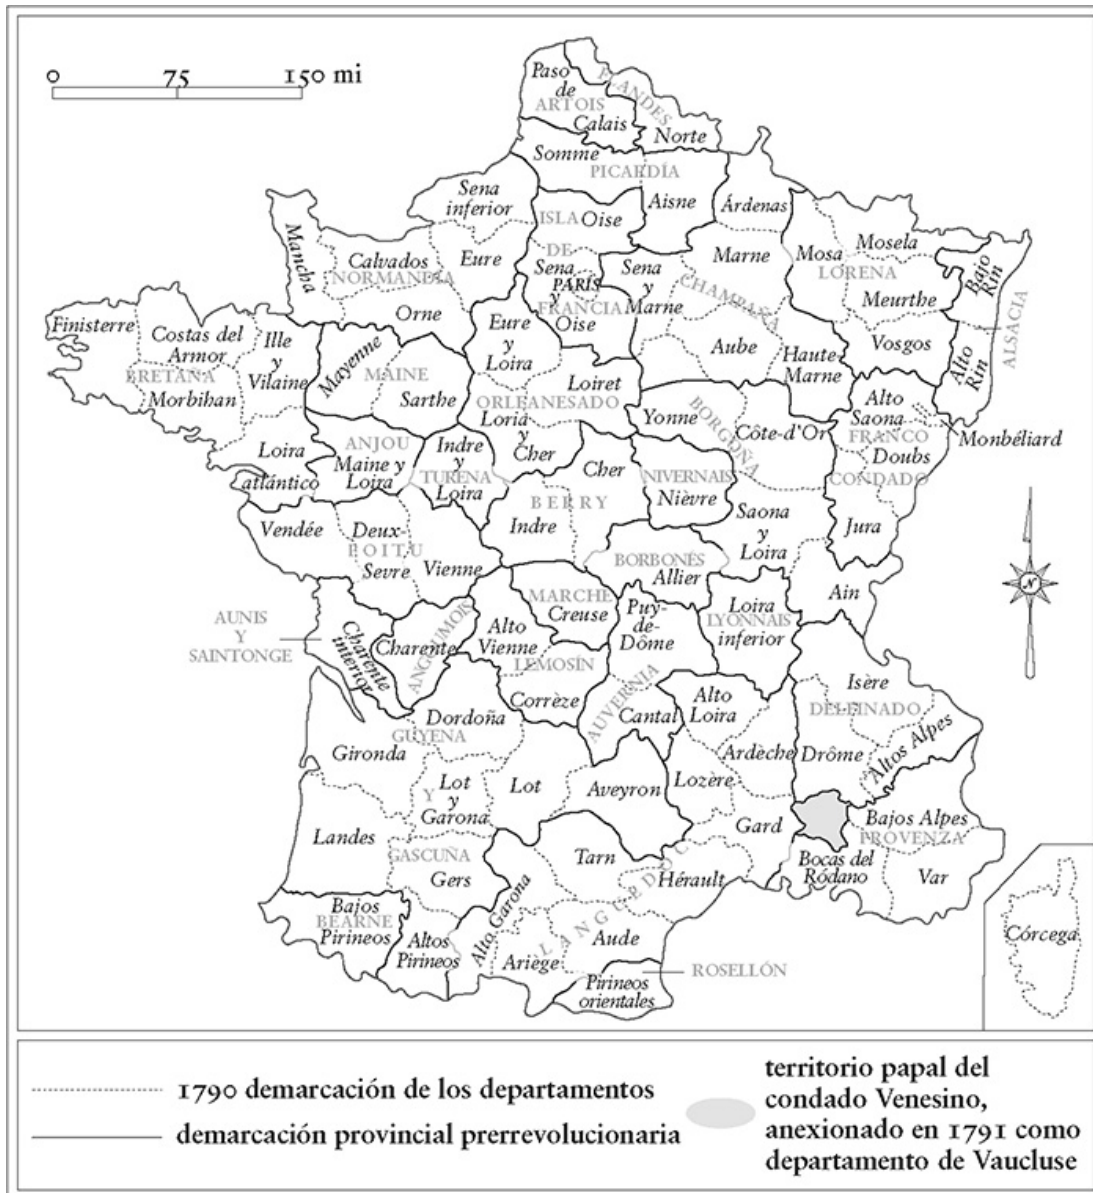 0 75 150 mi
Paso de Calais
ARTOIS
FLANDES
Norte
Somme
PICARDÍA
Aisne
Árdenas
Sena inferior
ISLA
Oise
DE
FRANCIA
Sena y Oise
PARÍS
Sena y Marne
Marne
CHAMPAÑA
Mosa
Mosela
LORENA
Meurthe
Bajo Rin
ALSACIA
Mancha
Calvados
NORMANDÍA
Eure
Orne
Finisterre
Costas del Armor
Ille y Vilaine
BRETAÑA
Morbihan
Mayenne
MAINE
Sarthe
Eure y Loira
Loiret
ORLEANESADO
Loria y Cher
Aube
Haute Marne
Vosgos
Alto Rin
Yonne
BORGOÑA
Côte-d'Or
Alto Saona
FRANCO
CONDADO
Doubs
Monbéliard
Loira atlántico
ANJOU
Maine y Loira
Indre y Loira
TURENA
Cher
NIVERNAIS
Nièvre
BERRY
Indre
Saona y Loira
Jura
Vendée
Deux-Sevre
POITU
Vienne
BORBONÉS
Allier
Ain
N
AUNIS
Y
SAINTONGE
Charente interior
Charente
ANGOUMOIS
Alto Vienne
MARCHE
Creuse
Puy-de-Dôme
Loira inferior
LYONNAIS
LEMOSÍN
Corrèze
AUVERNIA
Cantal
Alto Loira
Isère
DELFINADO
Dordoña
GUYENA
Gironda
Ardèche
Drôme
Altos Alpes
Y
Lot y Garona
Lot
Aveyron
Lozère
Landes
GASCUÑA
Gers
Tarn
Gard
Bajos Alpes
PROVENZA
Bocas del Ródano
Var
Hérault
LANGUEDOC
Bajos Pirineos
BEARNE
Altos Pirineos
Alto Garona
Ariège
Aude
ROSELLÓN
Pirineos orientales
Córcega
1790 demarcación de los departamentos
demarcación provincial prerrevolucionaria
territorio papal del
condado Venesino,
anexionado en 1791 como
departamento de Vaucluse